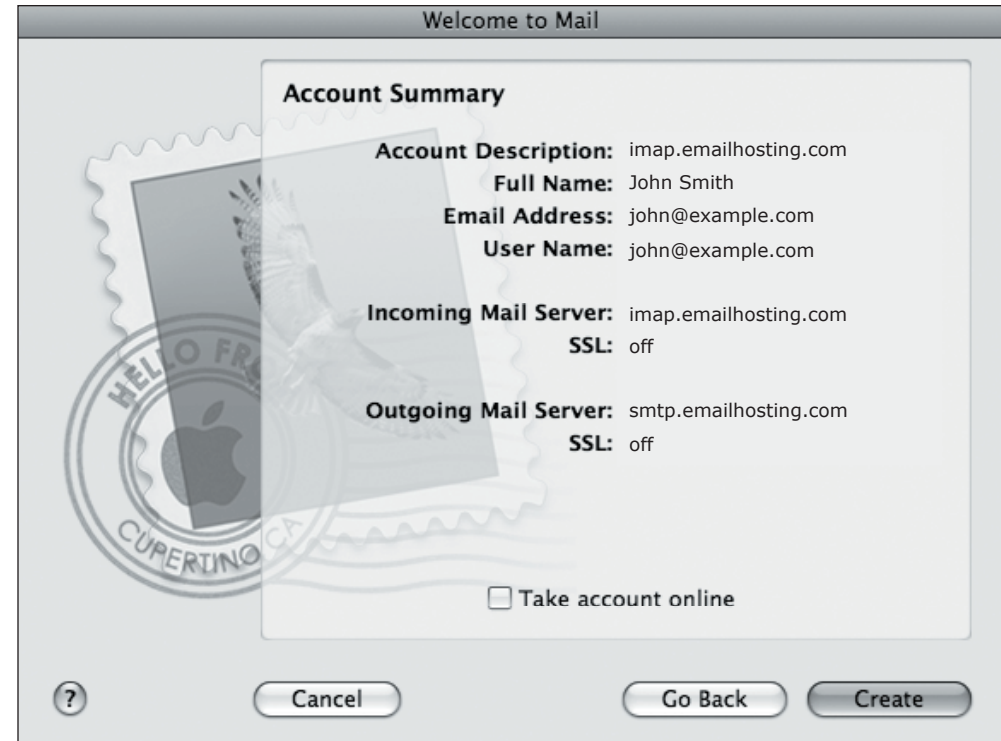 Welcome to Mail
Account Summary
Account Description: imap.emailhosting.com
Full Name: John Smith
Email Address: john@example.com
User Name: john@example.com
Incoming Mail Server: imap.emailhosting.com
SSL: off
Outgoing Mail Server: smtp.emailhosting.com
SSL: off
HELLO FRO
CUPERTINO CA
Take account online
?
Cancel
Go Back
Create